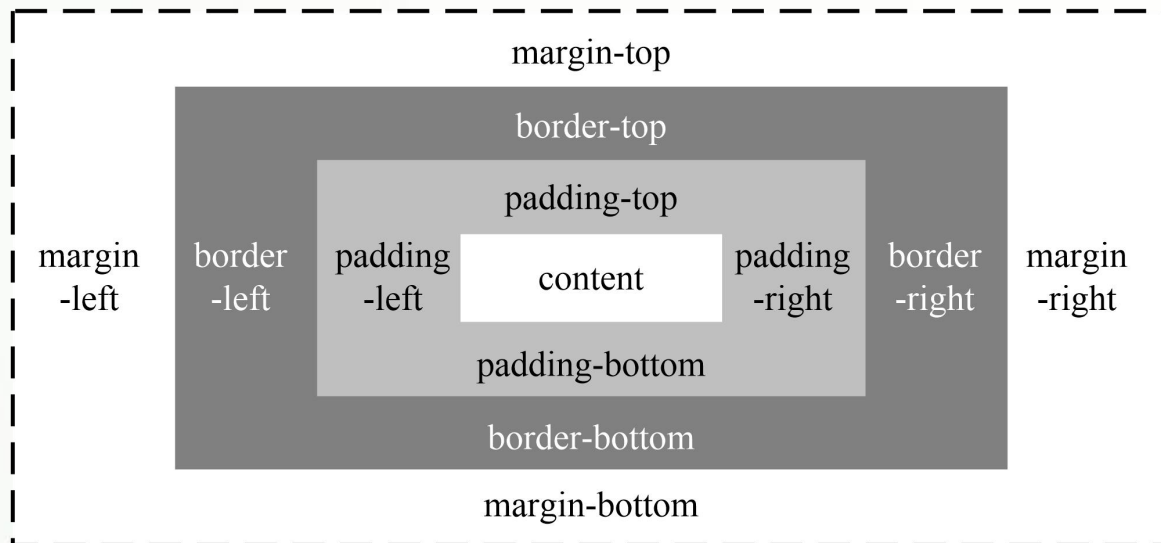 margin-top
border-top
padding-top
margin
-left
border
-left
padding
-left
content
padding
-right
border
-right
margin
-right
padding-bottom
border-bottom
margin-bottom